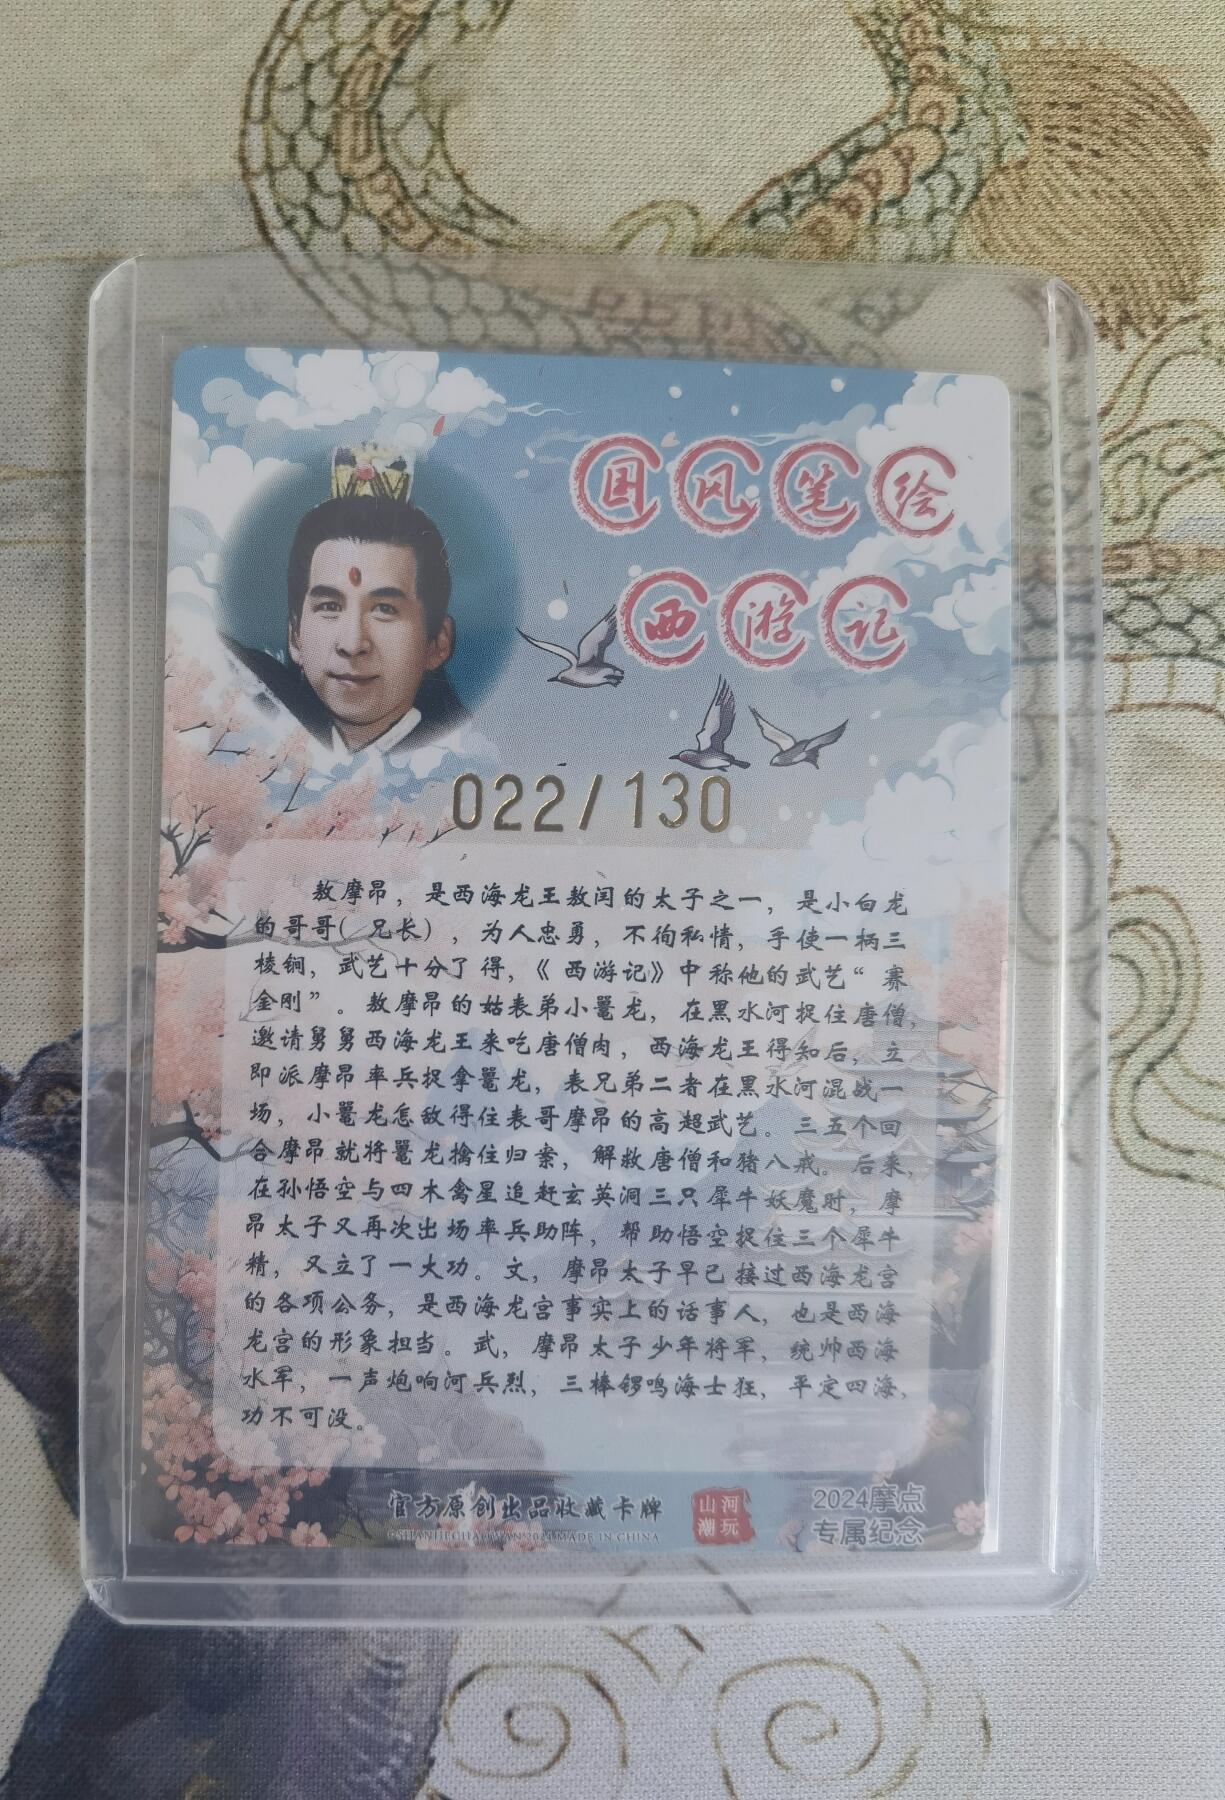 国风笔绘
西游记
022/130
敖摩昂，是西海龙王敖闰的太子之一，是小白龙
的哥哥(兄长)，为人忠勇，不徇私情，手使一柄三
棱锏，武艺十分了得，《西游记》中称他的武艺“赛
金刚”。敖摩昂的姑表弟小鼍龙，在黑水河捉住唐僧，
邀请舅舅西海龙王来吃唐僧肉，西海龙王得知后，立
即派摩昂率兵捉拿鼍龙，表兄弟二者在黑水河混战一
场，小鼍龙怎敌得住表哥摩昂的高超武艺。三五个回
合摩昂就将鼍龙擒住归案，解救唐僧和猪八戒。后来，
在孙悟空与四木禽星追赶玄英洞三只犀牛妖魔时，摩
昂太子又再次出场率兵助阵，帮助悟空捉住三个犀牛
精，又立了一大功。文，摩昂太子早已接过西海龙宫
的各项公务，是西海龙宫事实上的话事人，也是西海
龙宫的形象担当。武，摩昂太子少年将军，统帅西海
水军，一声炮响河兵烈，三棒锣鸣海士狂，平定四海，
功不可没。
官方原创出品收藏卡牌
©SHANHECHAOWAN 2024 MADE IN CHINA
山河
潮玩
2024摩点
专属纪念